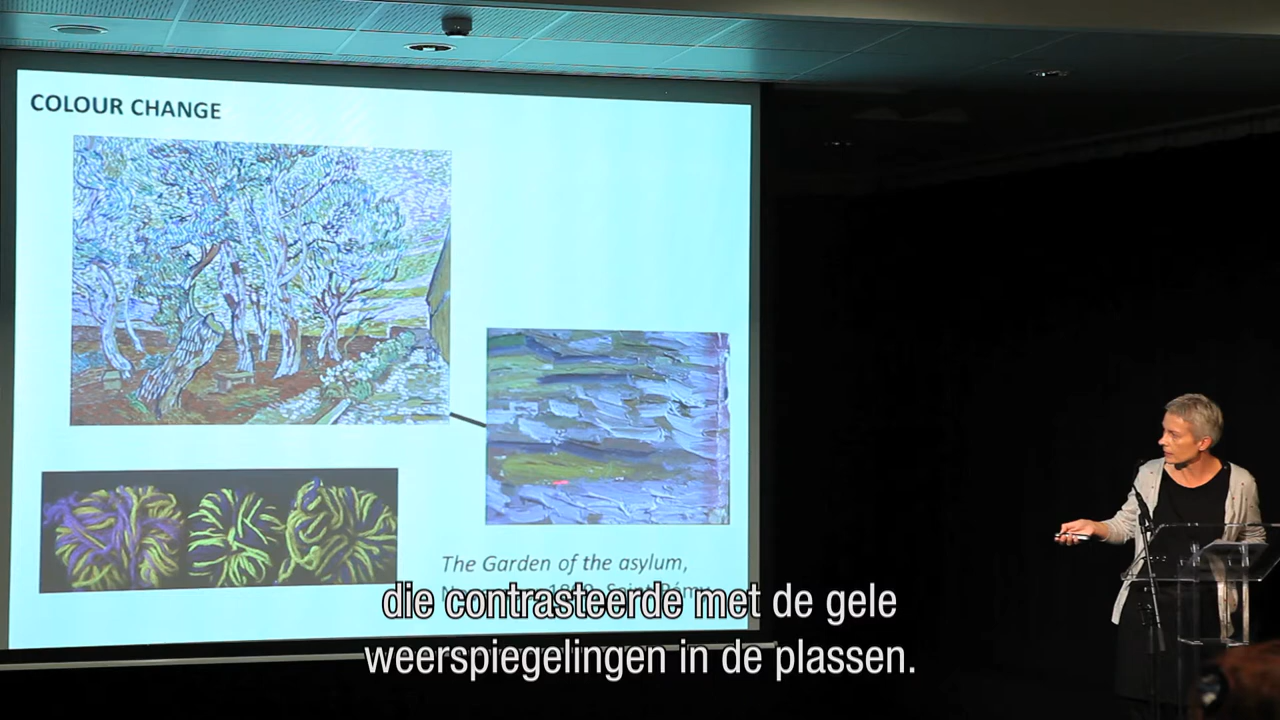 COLOUR CHANGE
The Garden of the asylum,
die contrasteerde met de gele
weerspiegelingen in de plassen.